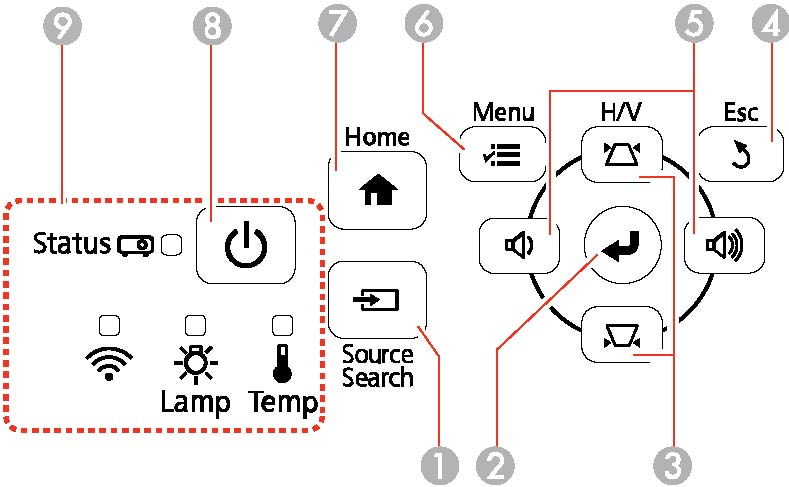 9 8 7 6 5 4
Menu H/V Esc
Home
Status
Source
Search
Lamp Temp
1 2 3